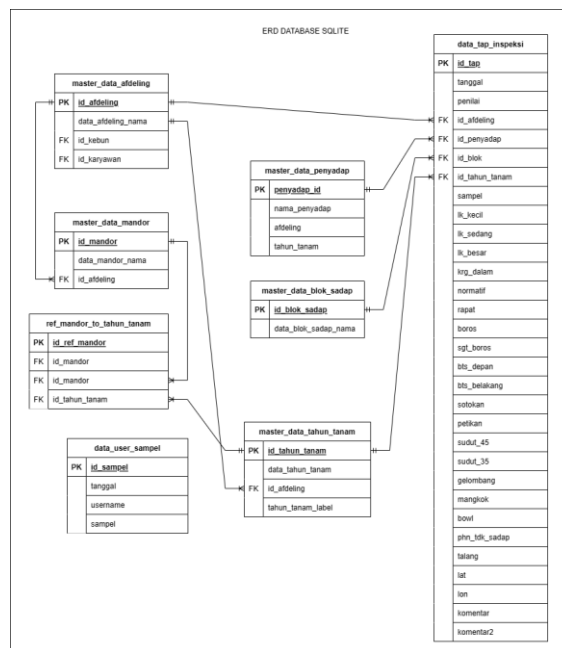 ERD DATABASE SQLITE
master_data_afdeling
PK id_afdeling
data_afdeling_nama
FK id_kebun
FK id_karyawan
master_data_mandor
PK id_mandor
data_mandor_nama
FK id_afdeling
ref_mandor_to_tahun_tanam
PK id_ref_mandor
FK id_mandor
FK id_mandor
FK id_tahun_tanam
data_user_sampel
PK id_sampel
tanggal
username
sampel
master_data_penyadap
PK penyadap_id
nama_penyadap
afdeling
tahun_tanam
master_data_blok_sadap
PK id_blok_sadap
data_blok_sadap_nama
master_data_tahun_tanam
PK id_tahun_tanam
data_tahun_tanam
FK id_afdeling
tahun_tanam_label
data_tap_inspeksi
PK id_tap
tanggal
penilai
FK id_afdeling
FK id_penyadap
FK id_blok
FK id_tahun_tanam
sampel
lk_kecil
lk_sedang
lk_besar
krg_dalam
normatif
rapat
boros
sgt_boros
bts_depan
bts_belakang
sotokan
petikan
sudut_45
sudut_35
gelombang
mangkok
bowl
phn_tdk_sadap
talang
lat
lon
komentar
komentar2